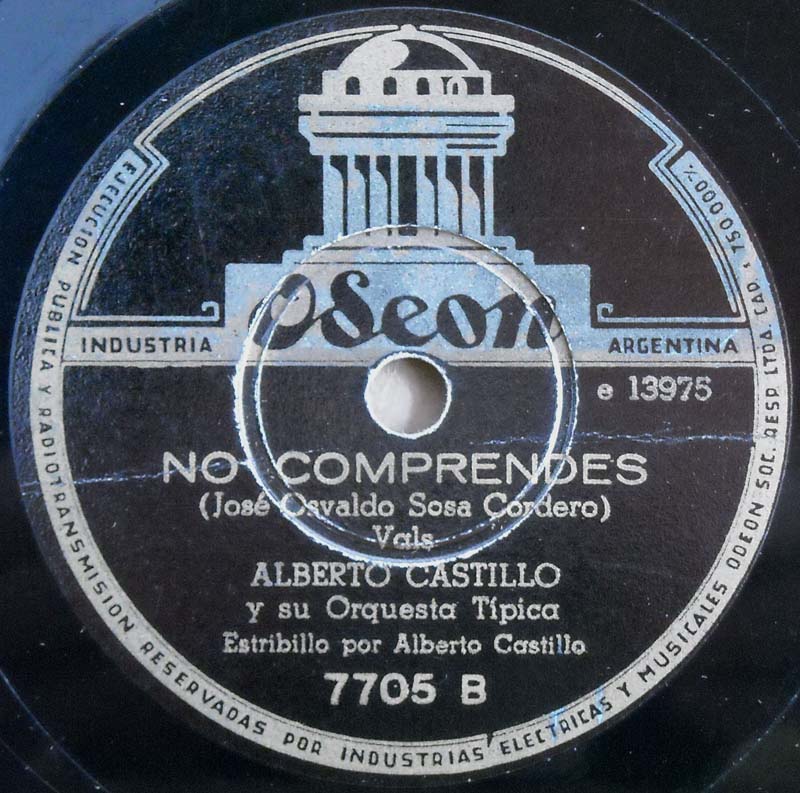 Odeon
INDUSTRIA ARGENTINA
e 13975
NO COMPRENDES
(José Osvaldo Sosa Cordero)
Vals
ALBERTO CASTILLO
y su Orquesta Típica
Estribillo por Alberto Castillo
7705 B
EJECUCION PUBLICA Y RADIOTRANSMISION RESERVADAS POR INDUSTRIAS ELECTRICAS Y MUSICALES ODEON SOC. RESP. LTDA. CAP. 750.000 %